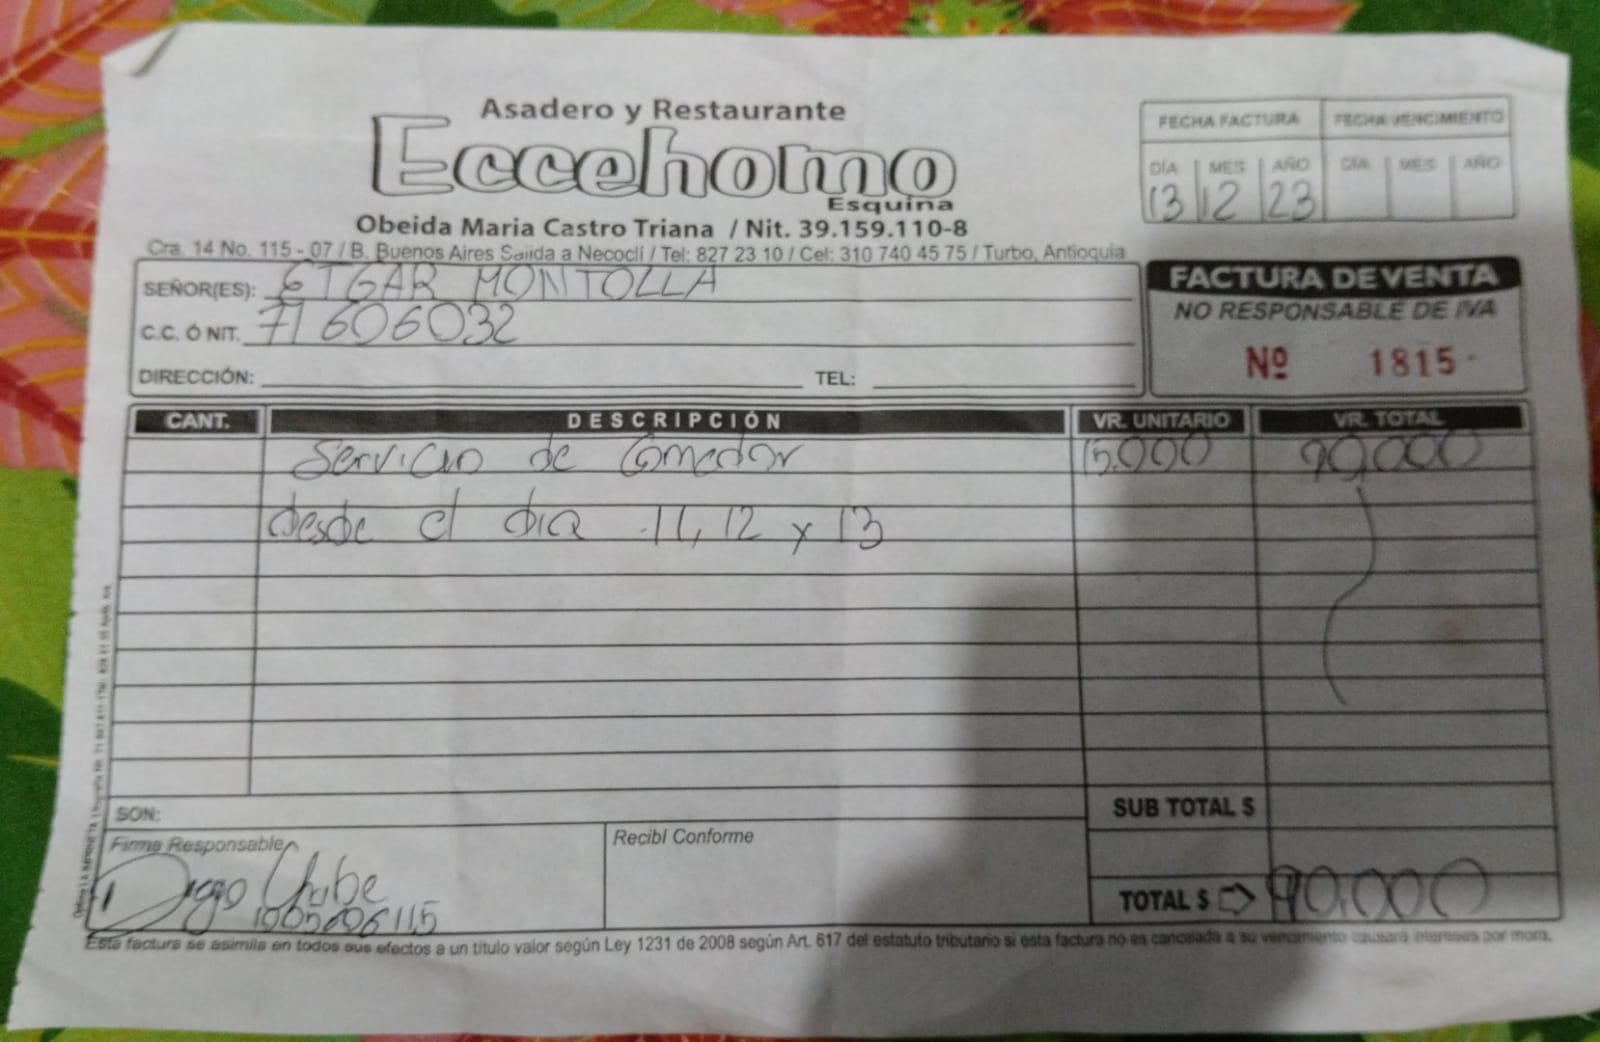 Asadero y Restaurante
Eccehomo
Esquina
Obeida Maria Castro Triana / Nit. 39.159.110-8
Cra. 14 No. 115 - 07 / B. Buenos Aires Salida a Necoclí / Tel: 827 23 10 / Cel: 310 740 45 75 / Turbo, Antioquia
FECHA FACTURA FECHA VENCIMIENTO
DÍA MES AÑO DÍA MES AÑO
13 12 23
SEÑOR(ES): ETGAR MONTOLLA
C.C. Ó NIT. 71606032
DIRECCIÓN: TEL:
FACTURA DE VENTA
NO RESPONSABLE DE IVA
Nº 1815
CANT. DESCRIPCIÓN VR. UNITARIO VR. TOTAL
Servicio de Comedor 15.000 90,000
desde el dia 11, 12 y 13
SON:
SUB TOTAL $
Firma Responsable
Recibí Conforme
Diego
TOTAL $ 90.000
Esta factura se asimila en todos sus efectos a un título valor según Ley 1231 de 2008 según Art. 617 del estatuto tributario si esta factura no es cancelada a su vencimiento causará intereses por mora.